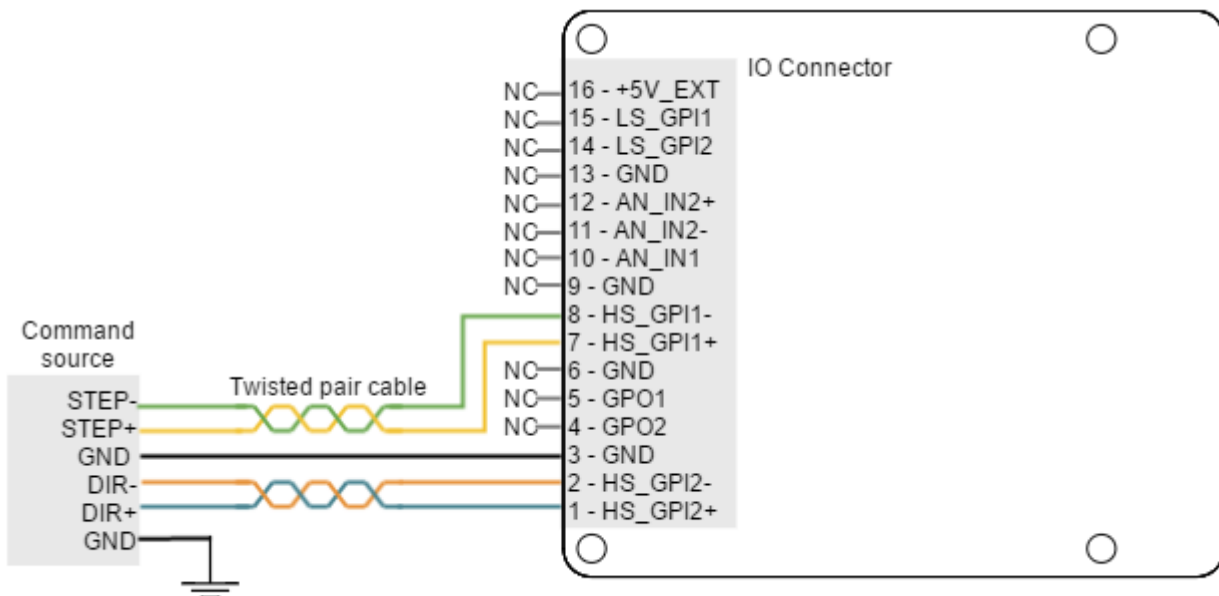 IO Connector
NC 16 - +5V_EXT
NC 15 - LS_GPI1
NC 14 - LS_GPI2
NC 13 - GND
NC 12 - AN_IN2+
NC 11 - AN_IN2-
NC 10 - AN_IN1
NC 9 - GND
8 - HS_GPI1-
7 - HS_GPI1+
NC 6 - GND
NC 5 - GPO1
NC 4 - GPO2
3 - GND
2 - HS_GPI2-
1 - HS_GPI2+
Command
source
Twisted pair cable
STEP-
STEP+
GND
DIR-
DIR+
GND